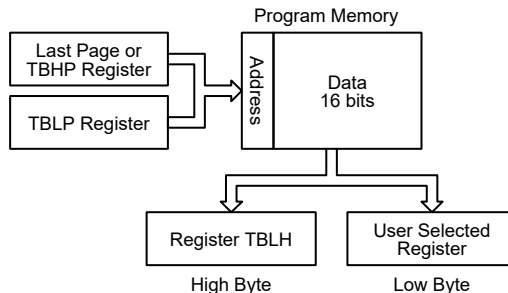 Program Memory
Last Page or
TBHP Register
TBLP Register
Address
Data
16 bits
Register TBLH
User Selected
Register
High Byte
Low Byte